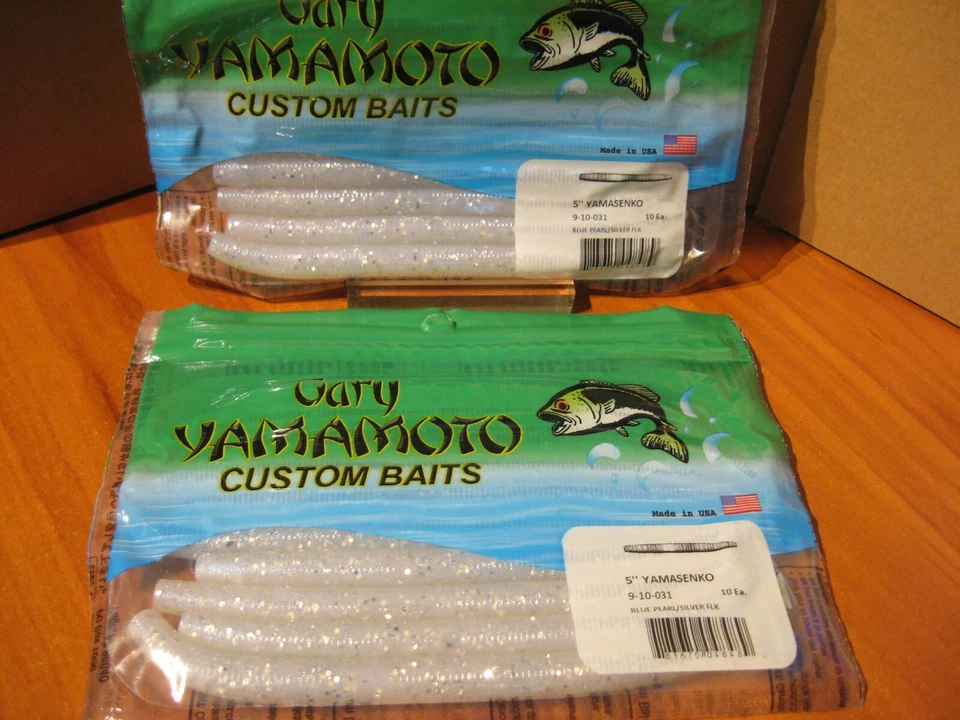 Gary
YAMAMOTO
CUSTOM BAITS
Made in USA
5" YAMASENKO
9-10-031 10 Ea.
BLUE PEARL/SILVER FLK
Gary
YAMAMOTO
CUSTOM BAITS
Made in USA
5" YAMASENKO
9-10-031 10 Ea.
BLUE PEARL/SILVER FLK